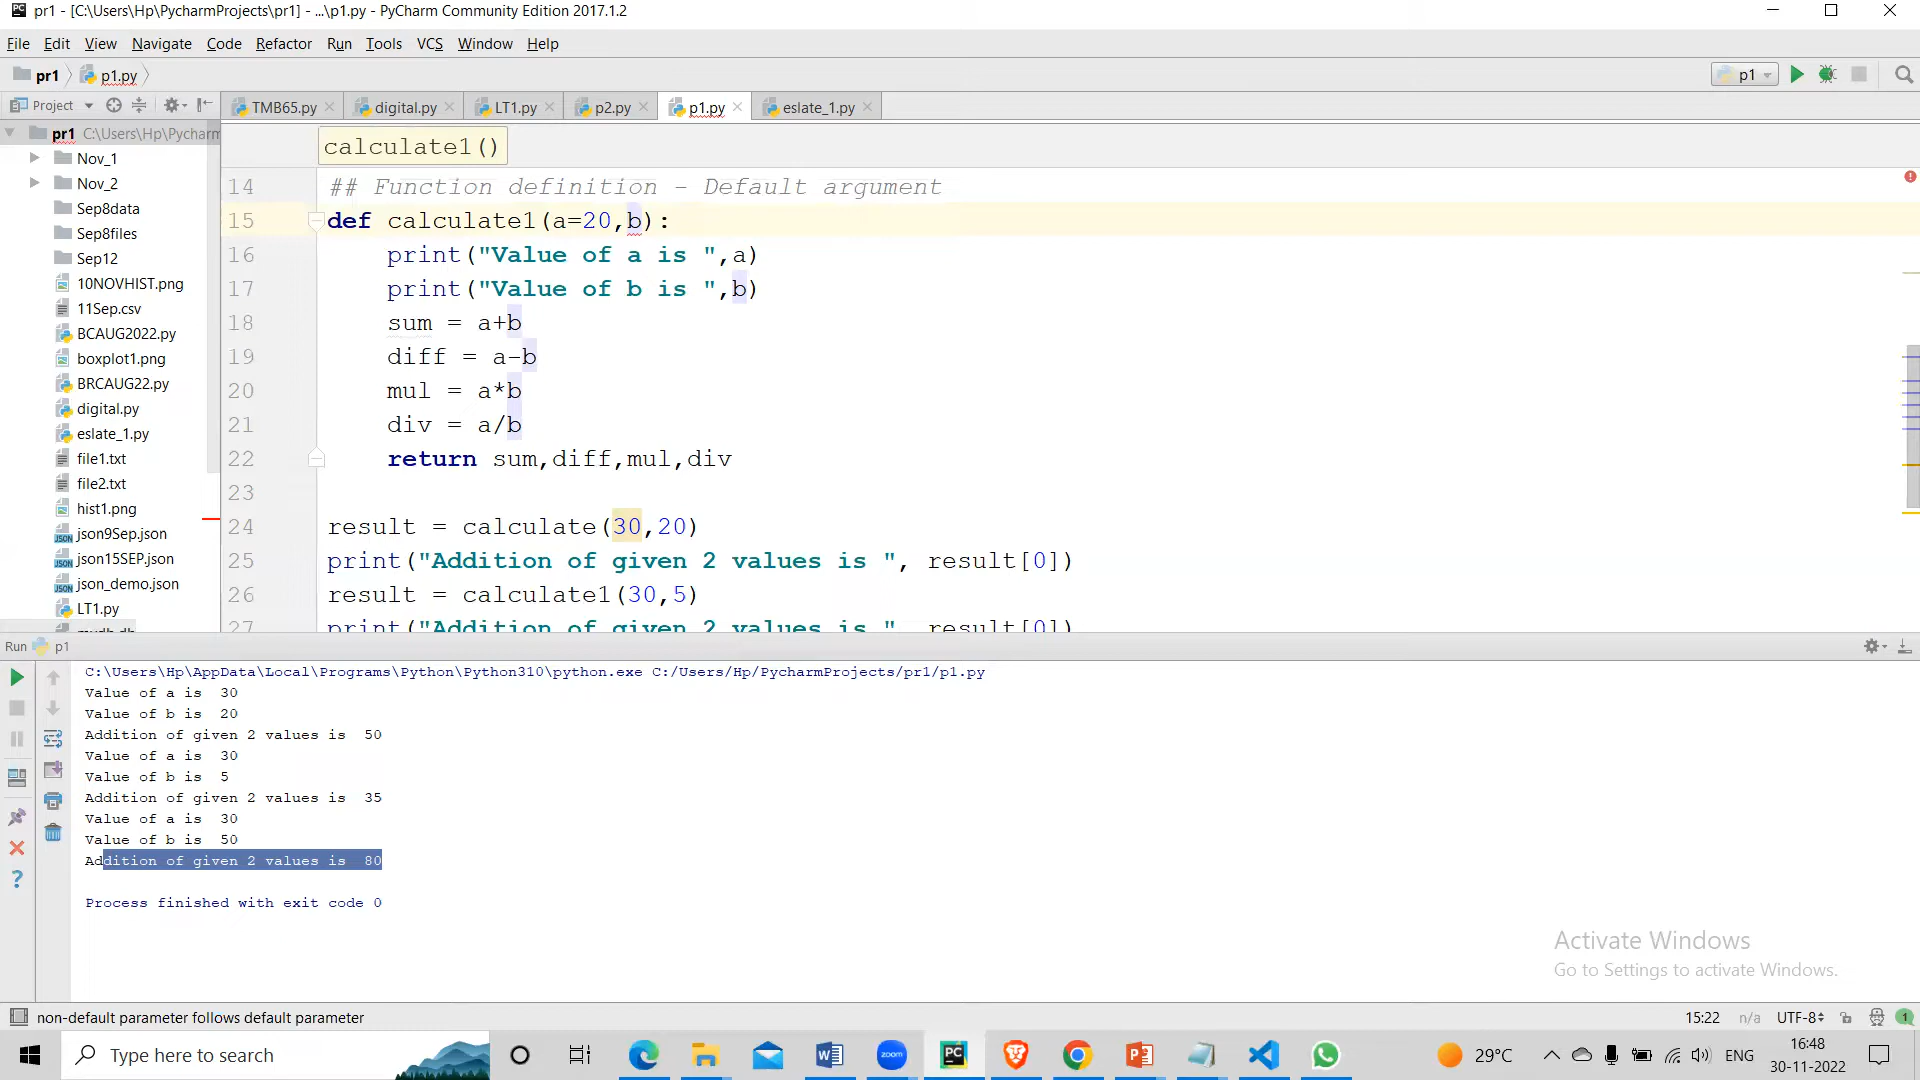 pr1 - [C:\Users\Hp\PycharmProjects\pr1] - ...\p1.py - PyCharm Community Edition 2017.1.2
File Edit View Navigate Code Refactor Run Tools VCS Window Help
pr1 p1.py
p1
Project
TMB65.py digital.py LT1.py p2.py p1.py eslate_1.py
pr1 C:\Users\Hp\Pycharm
Nov_1
Nov_2
Sep8data
Sep8files
Sep12
10NOVHIST.png
11Sep.csv
BCAUG2022.py
boxplot1.png
BRCAUG22.py
digital.py
eslate_1.py
file1.txt
file2.txt
hist1.png
json9Sep.json
json15SEP.json
json_demo.json
LT1.py
calculate1()
14 ## Function definition - Default argument
15 def calculate1(a=20,b):
16 print("Value of a is ",a)
17 print("Value of b is ",b)
18 sum = a+b
19 diff = a-b
20 mul = a*b
21 div = a/b
22 return sum,diff,mul,div
23
24 result = calculate(30,20)
25 print("Addition of given 2 values is ", result[0])
26 result = calculate1(30,5)
27 print("Addition of given 2 values is ", result[0])
Run p1
C:\Users\Hp\AppData\Local\Programs\Python\Python310\python.exe C:/Users/Hp/PycharmProjects/pr1/p1.py
Value of a is  30
Value of b is  20
Addition of given 2 values is  50
Value of a is  30
Value of b is  5
Addition of given 2 values is  35
Value of a is  30
Value of b is  50
Addition of given 2 values is  80
Process finished with exit code 0
Activate Windows
Go to Settings to activate Windows.
non-default parameter follows default parameter
15:22 n/a UTF-8 1
Type here to search
zoom
29°C
ENG
16:48
30-11-2022